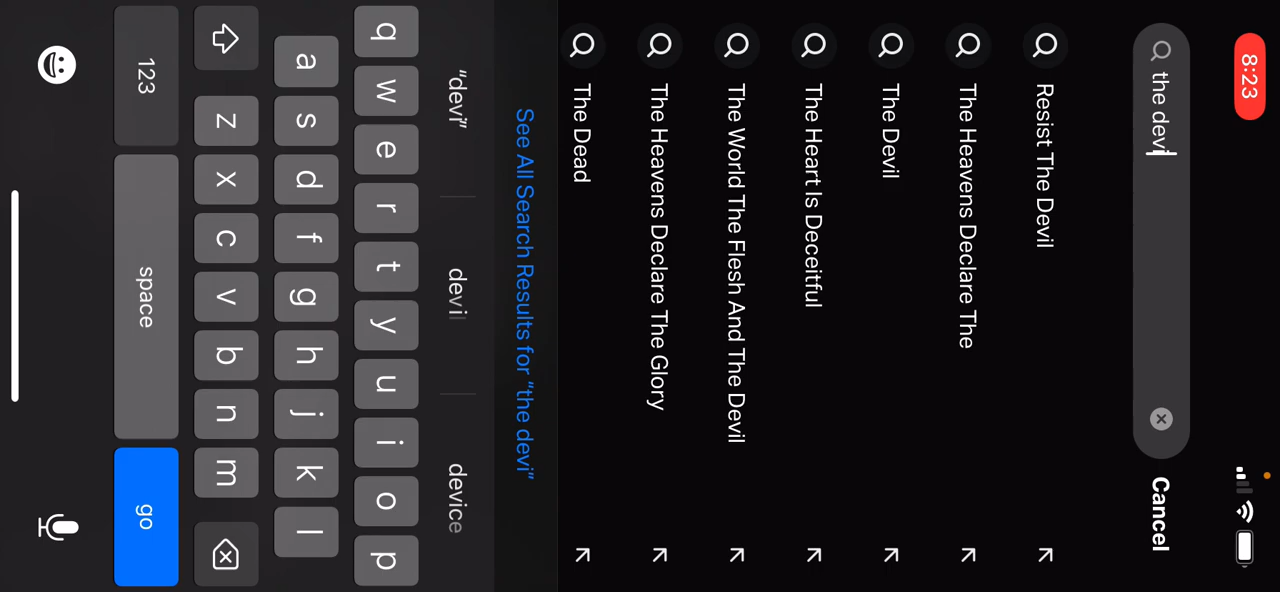 8:23
the devi
Cancel
Resist The Devil
The Heavens Declare The
The Devil
The Heart Is Deceitful
The World The Flesh And The Devil
The Heavens Declare The Glory
The Dead
See All Search Results for "the devi"
"devi" devil device
q w e r t y u i o p
a s d f g h j k l
z x c v b n m
123 space go